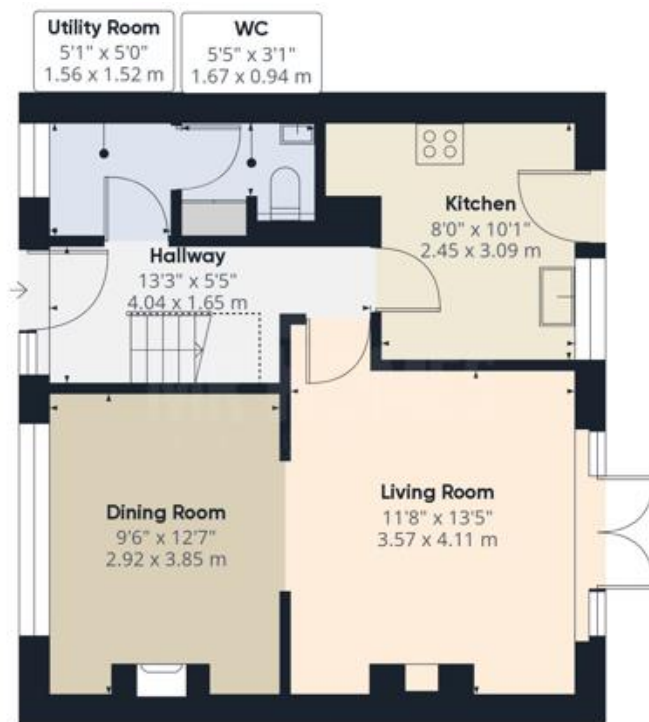 Utility Room
5'1" x 5'0"
1.56 x 1.52 m
WC
5'5" x 3'1"
1.67 x 0.94 m
Kitchen
8'0" x 10'1"
2.45 x 3.09 m
Hallway
13'3" x 5'5"
4.04 x 1.65 m
Dining Room
9'6" x 12'7"
2.92 x 3.85 m
Living Room
11'8" x 13'5"
3.57 x 4.11 m